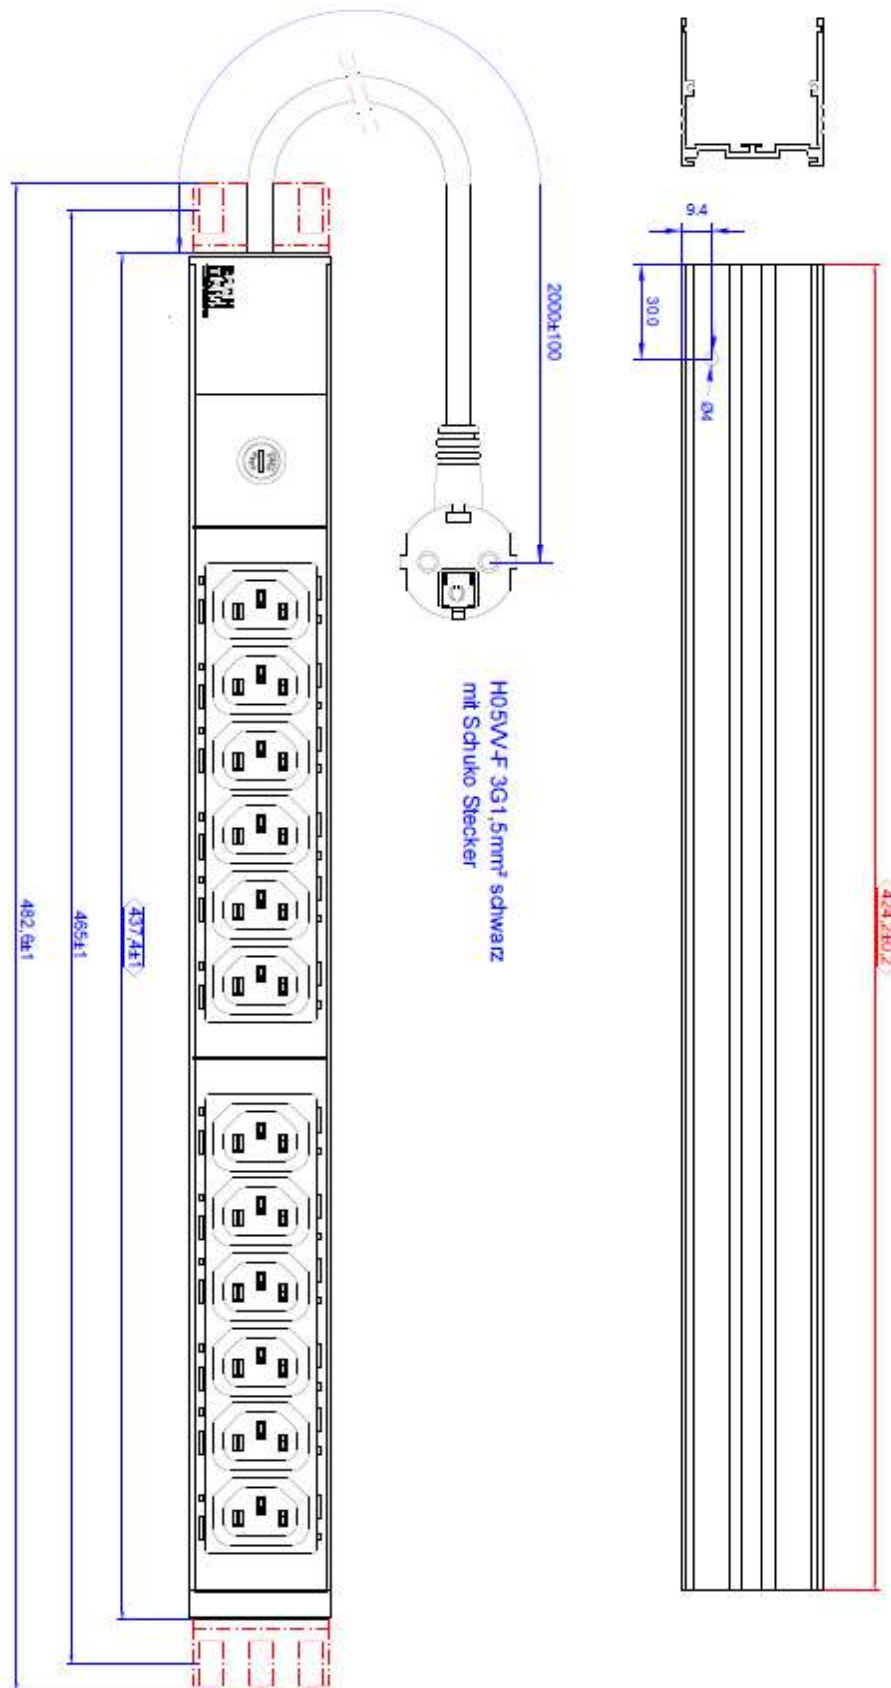 9.4
30.0
Ø4
2000±100
H05VV-F 3G1,5mm² schwarz
mit Schuko Stecker
424,2±0,2
437,4±1
465±1
482,6±1